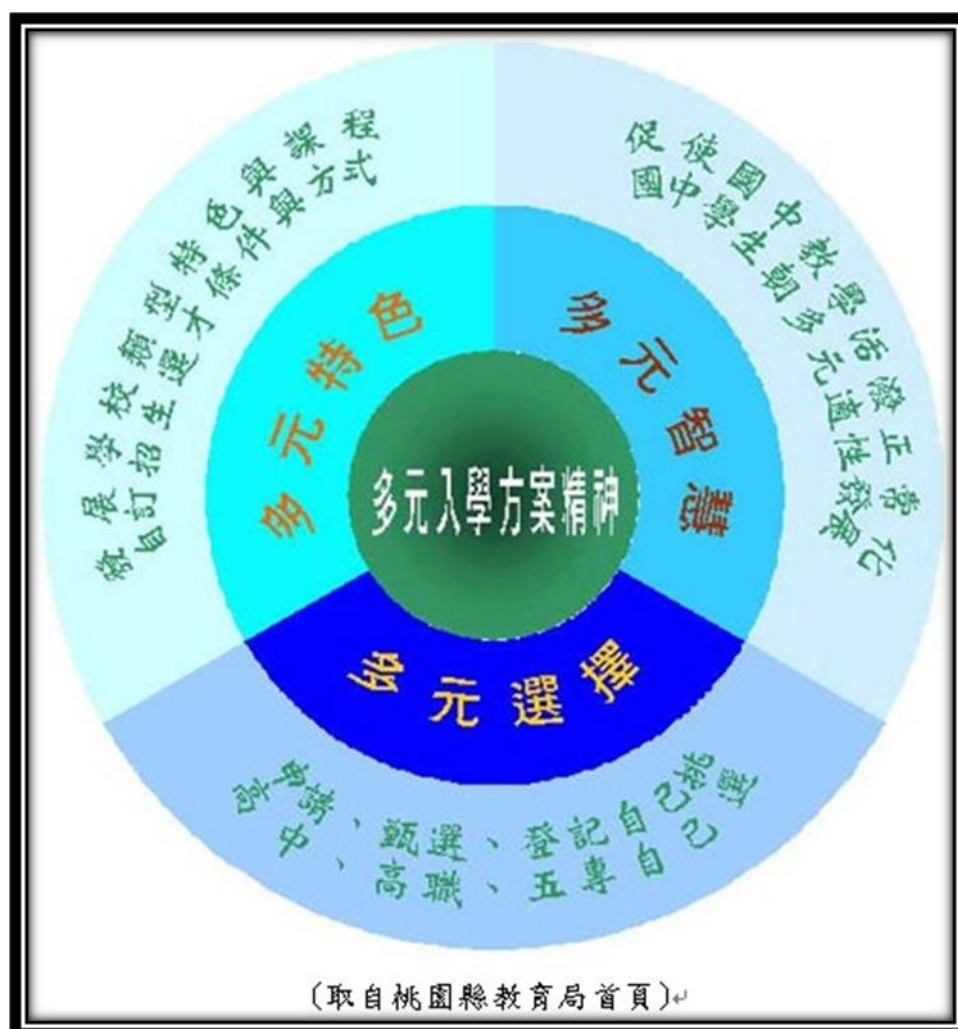 多元入學方案精神
多元特色
發展學校類型特色與課程
自訂招生選才條件與方式
多元智慧
促使國中教學活潑正常化
國中學生朝多元適性發展
多元選擇
申請、甄選、登記自己挑
高中、高職、五專自己選
(取自桃園縣教育局首頁)↵